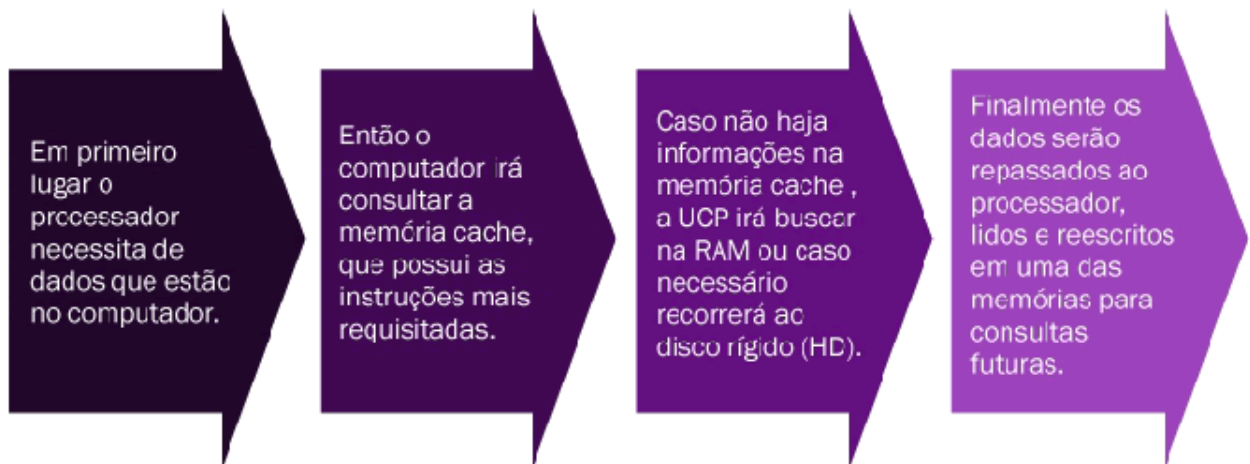 Em primeiro
lugar o
processador
necessita de
dados que estão
no computador.
Então o
computador irá
consultar a
memória cache,
que possui as
instruções mais
requisitadas.
Caso não haja
informações na
memória cache ,
a UCP irá buscar
na RAM ou caso
necessário
recorrerá ao
disco rígido (HD).
Finalmente os
dados serão
repassados ao
processador,
lidos e reescritos
em uma das
memórias para
consultas
futuras.